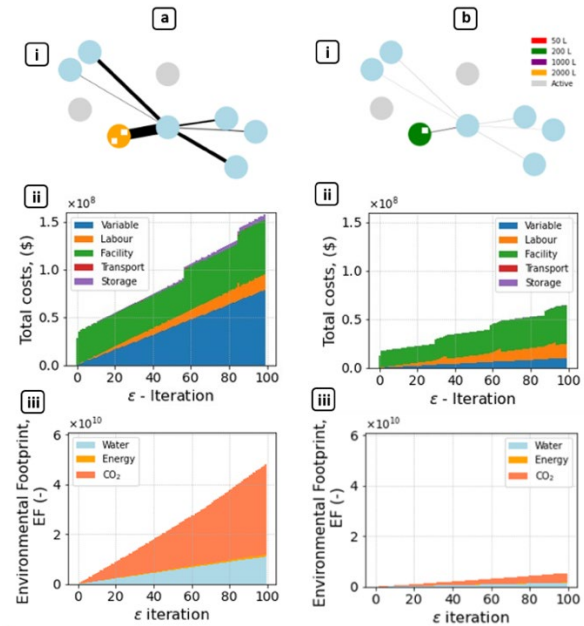 a
b
i
i
50 L
200 L
1000 L
2000 L
Active
ii
ii
×10⁸
1.5
1.0
0.5
0.0
Total costs, ($)
Variable
Labour
Facility
Transport
Storage
0 20 40 60 80 100
ε - Iteration
×10⁸
1.5
1.0
0.5
0.0
Total costs, ($)
Variable
Labour
Facility
Transport
Storage
0 20 40 60 80 100
ε - Iteration
iii
iii
×10¹⁰
6
4
2
0
Environmental Footprint,
EF (-)
Water
Energy
CO₂
0 20 40 60 80 100
ε iteration
×10¹⁰
6
4
2
0
Environmental Footprint,
EF (-)
Water
Energy
CO₂
0 20 40 60 80 100
ε iteration